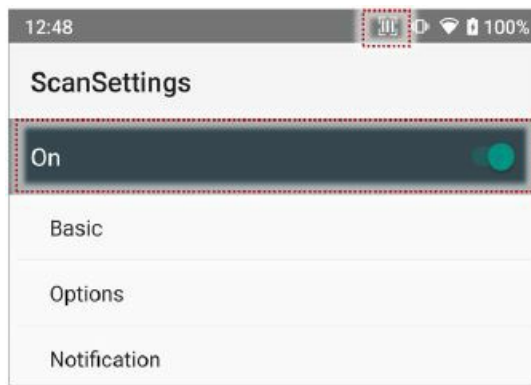 12:48 100%
ScanSettings
On
Basic
Options
Notification